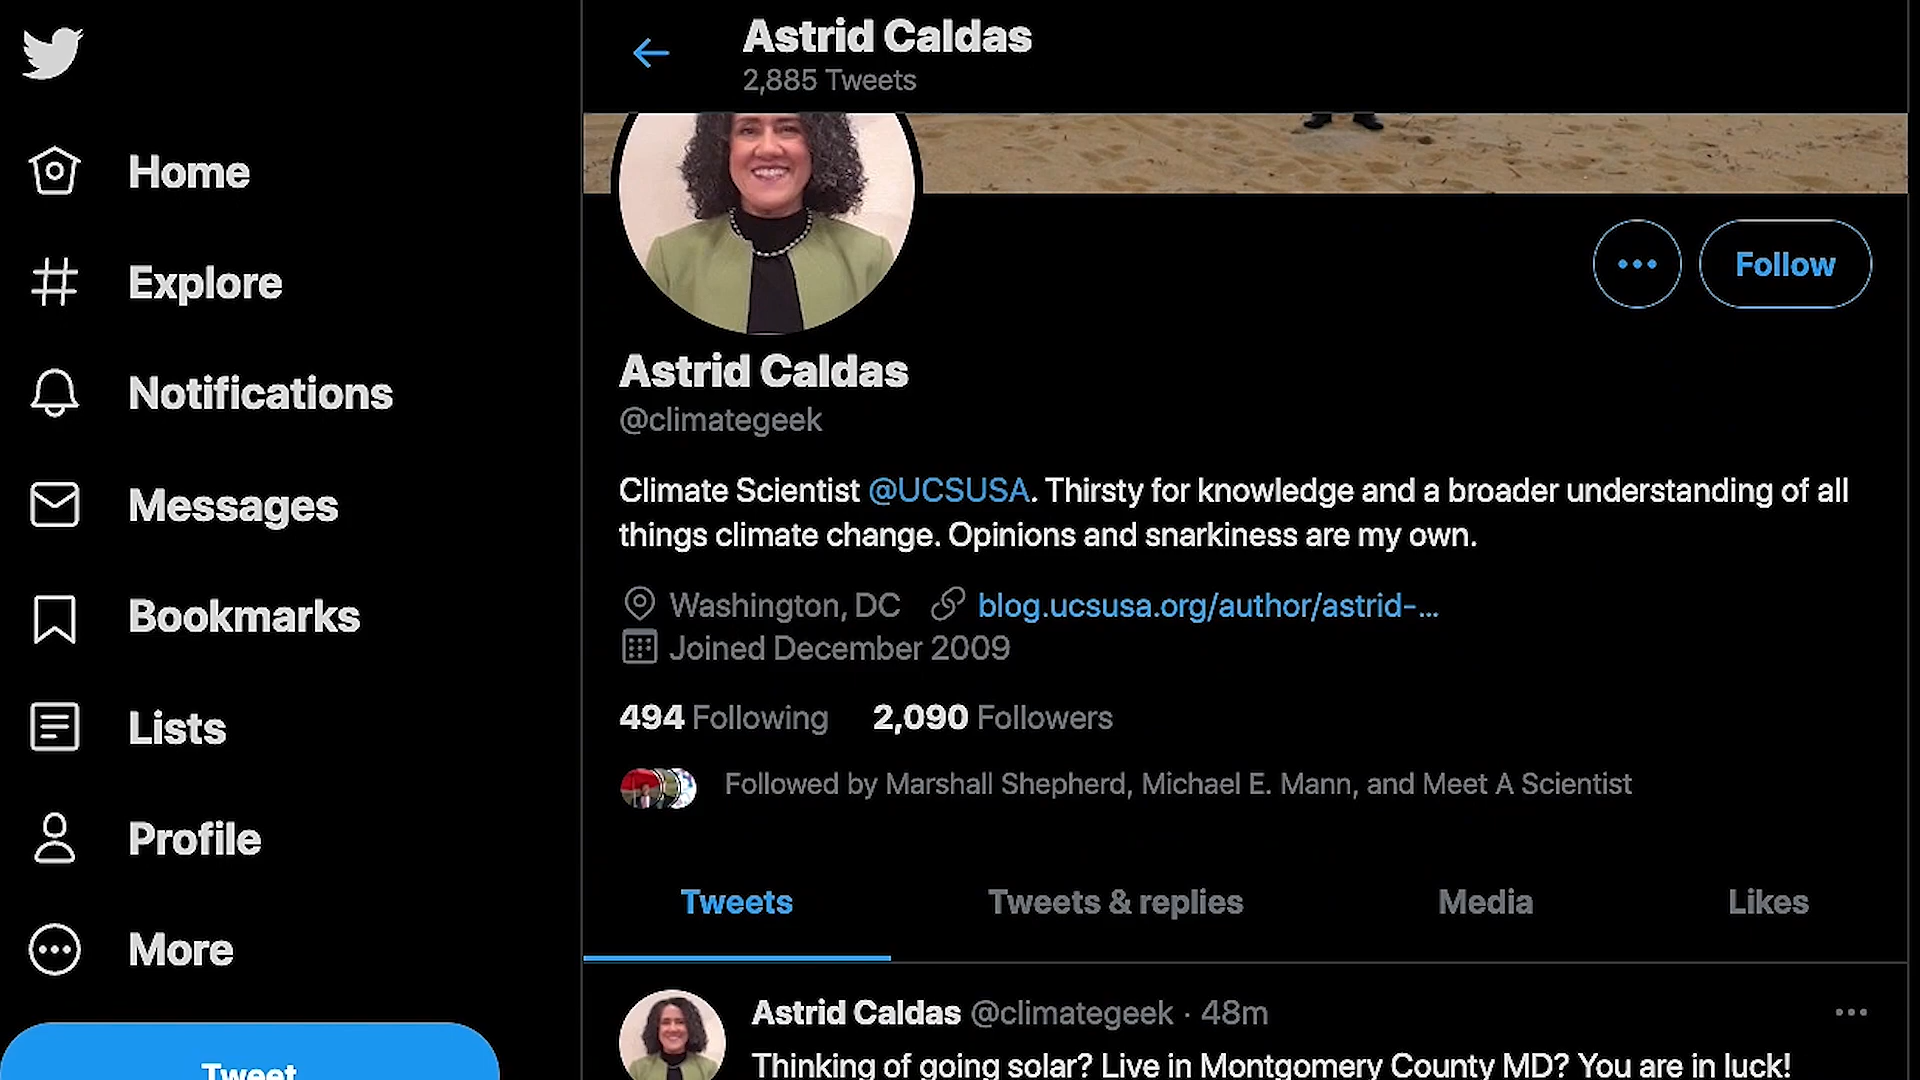 Astrid Caldas
2,885 Tweets
Home
Explore
Notifications
Messages
Bookmarks
Lists
Profile
More
Tweet
Follow
Astrid Caldas
@climategeek
Climate Scientist @UCSUSA. Thirsty for knowledge and a broader understanding of all
things climate change. Opinions and snarkiness are my own.
Washington, DC blog.ucsusa.org/author/astrid-...
Joined December 2009
494 Following 2,090 Followers
Followed by Marshall Shepherd, Michael E. Mann, and Meet A Scientist
Tweets Tweets & replies Media Likes
Astrid Caldas @climategeek · 48m
Thinking of going solar? Live in Montgomery County MD? You are in luck!